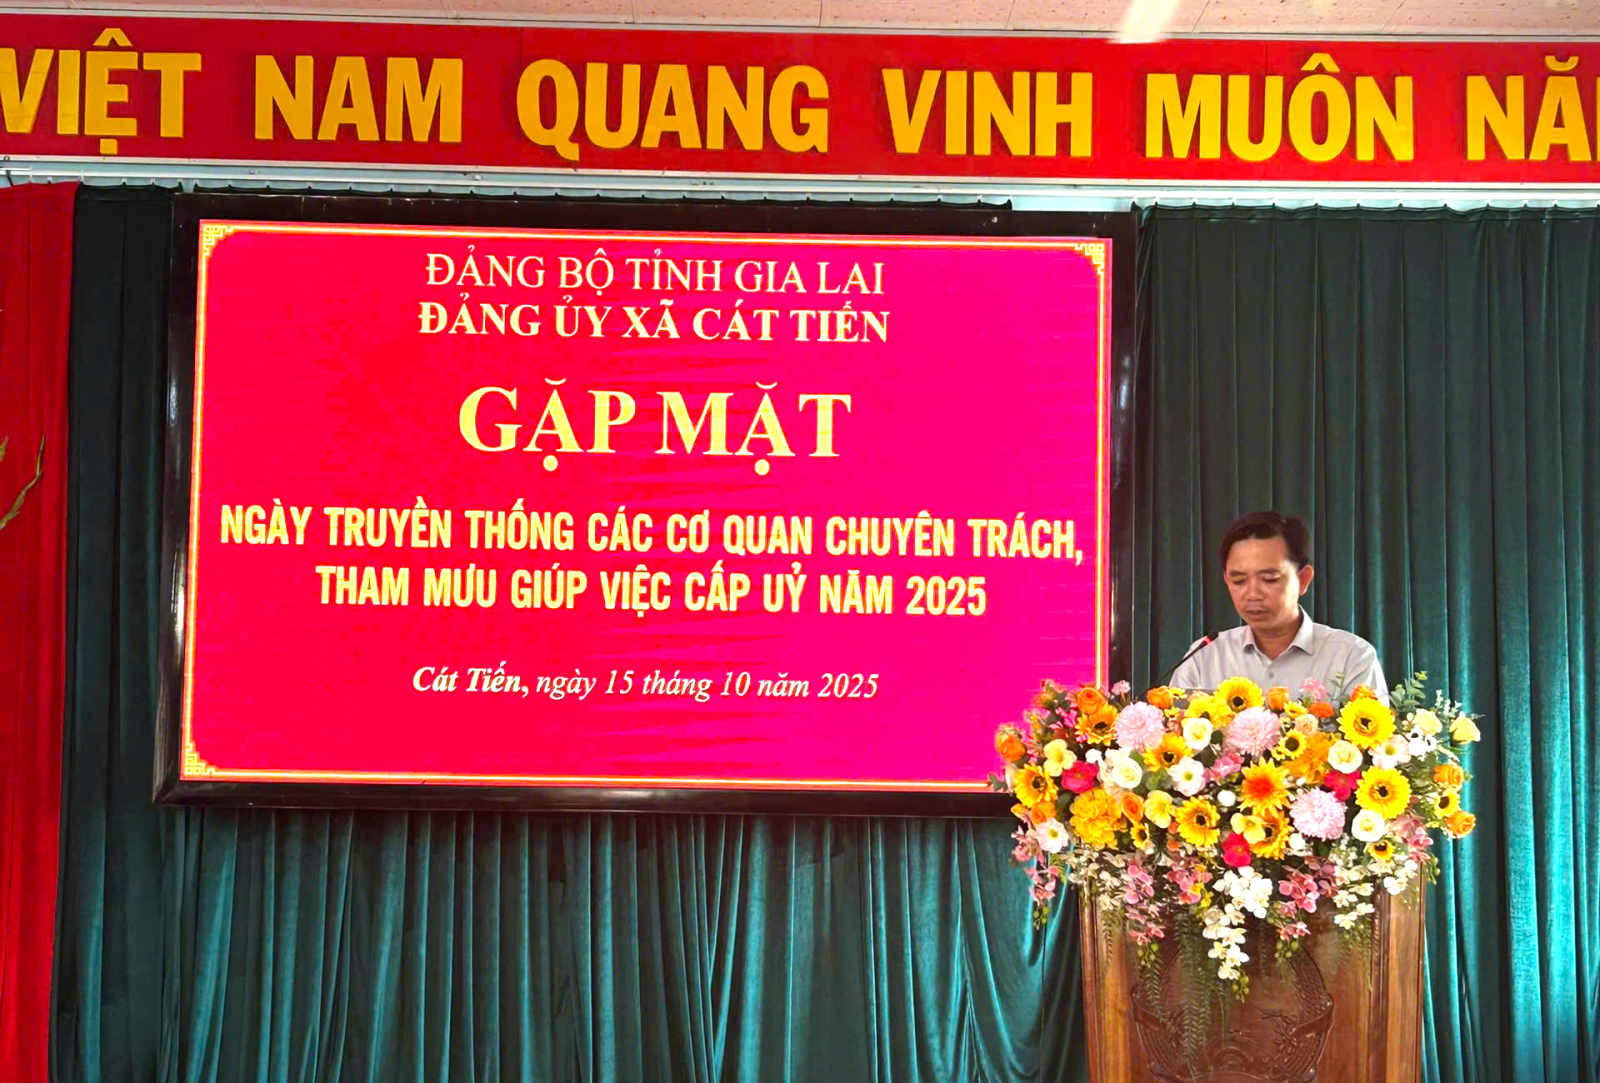 VIỆT NAM QUANG VINH MUÔN NĂ
ĐẢNG BỘ TỈNH GIA LAI
ĐẢNG ỦY XÃ CÁT TIẾN
GẶP MẶT
NGÀY TRUYỀN THỐNG CÁC CƠ QUAN CHUYÊN TRÁCH,
THAM MƯU GIÚP VIỆC CẤP UỶ NĂM 2025
Cát Tiến, ngày 15 tháng 10 năm 2025